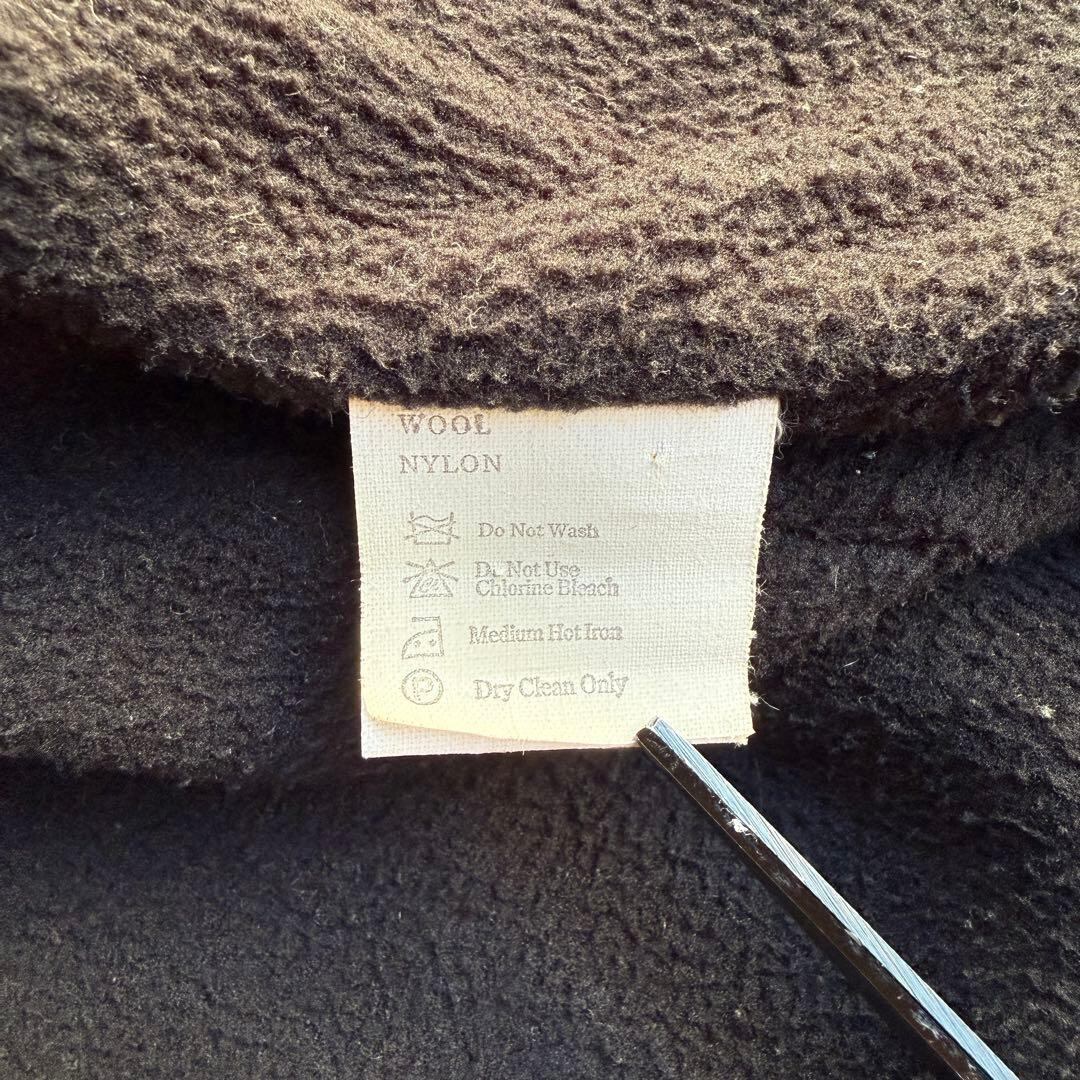 WOOL
NYLON
Do Not Wash
Do Not Use
Chlorine Bleach
Medium Hot Iron
P
Dry Clean Only